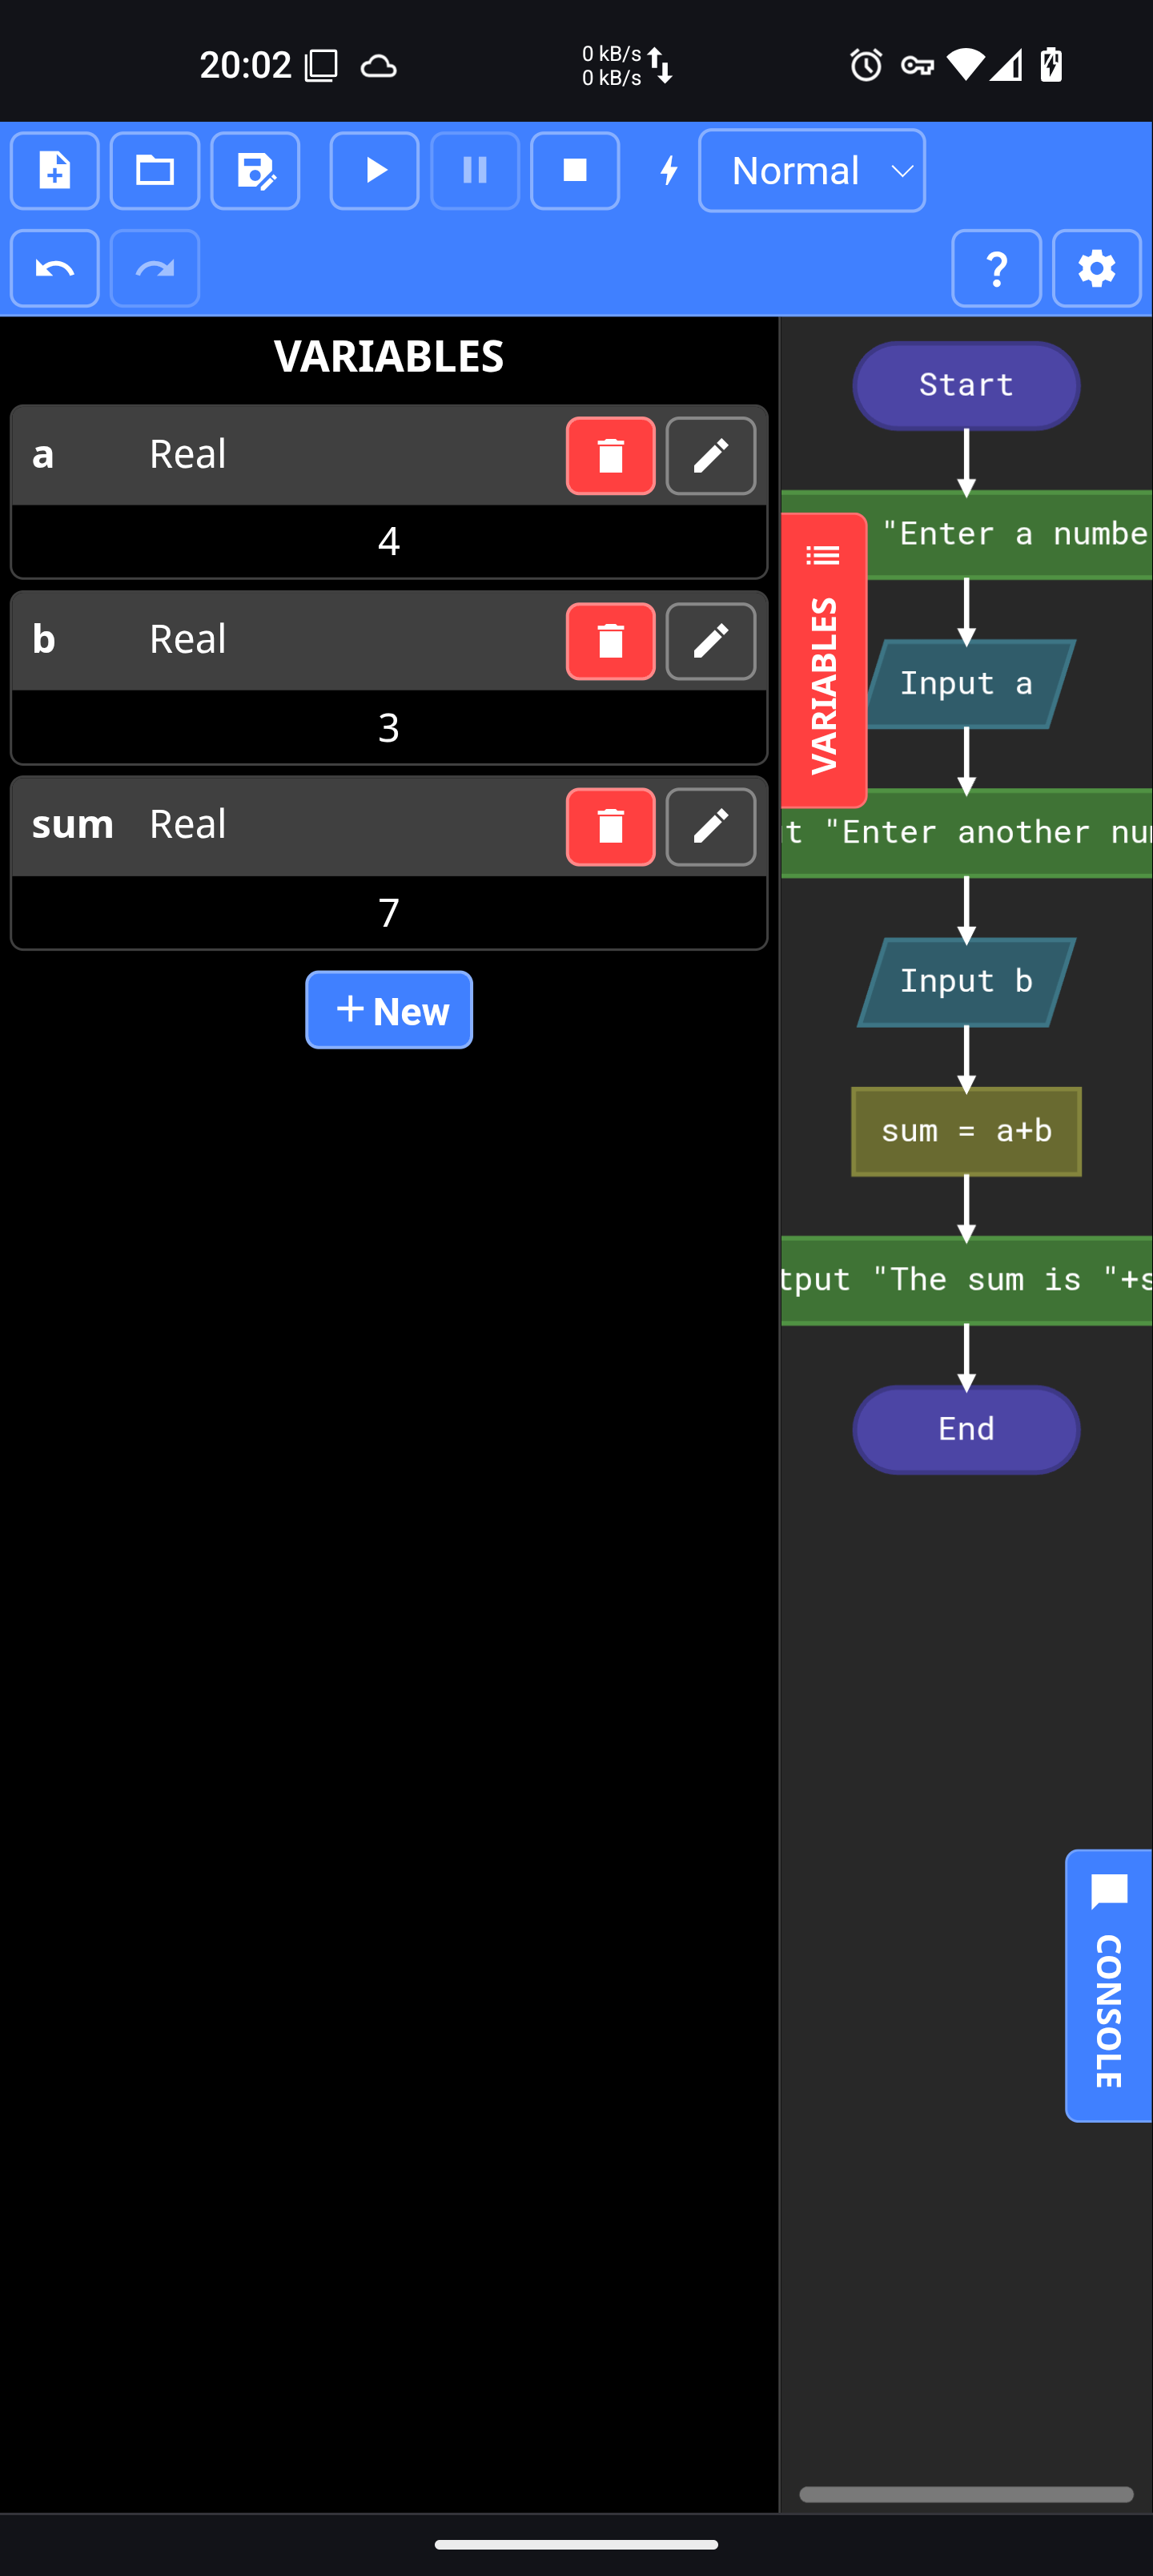 20:02
0 kB/s
0 kB/s
Normal
?
VARIABLES
a Real
4
b Real
3
sum Real
7
+ New
VARIABLES
Start
"Enter a numbe
Input a
t "Enter another nu
Input b
sum = a+b
tput "The sum is "+s
End
CONSOLE